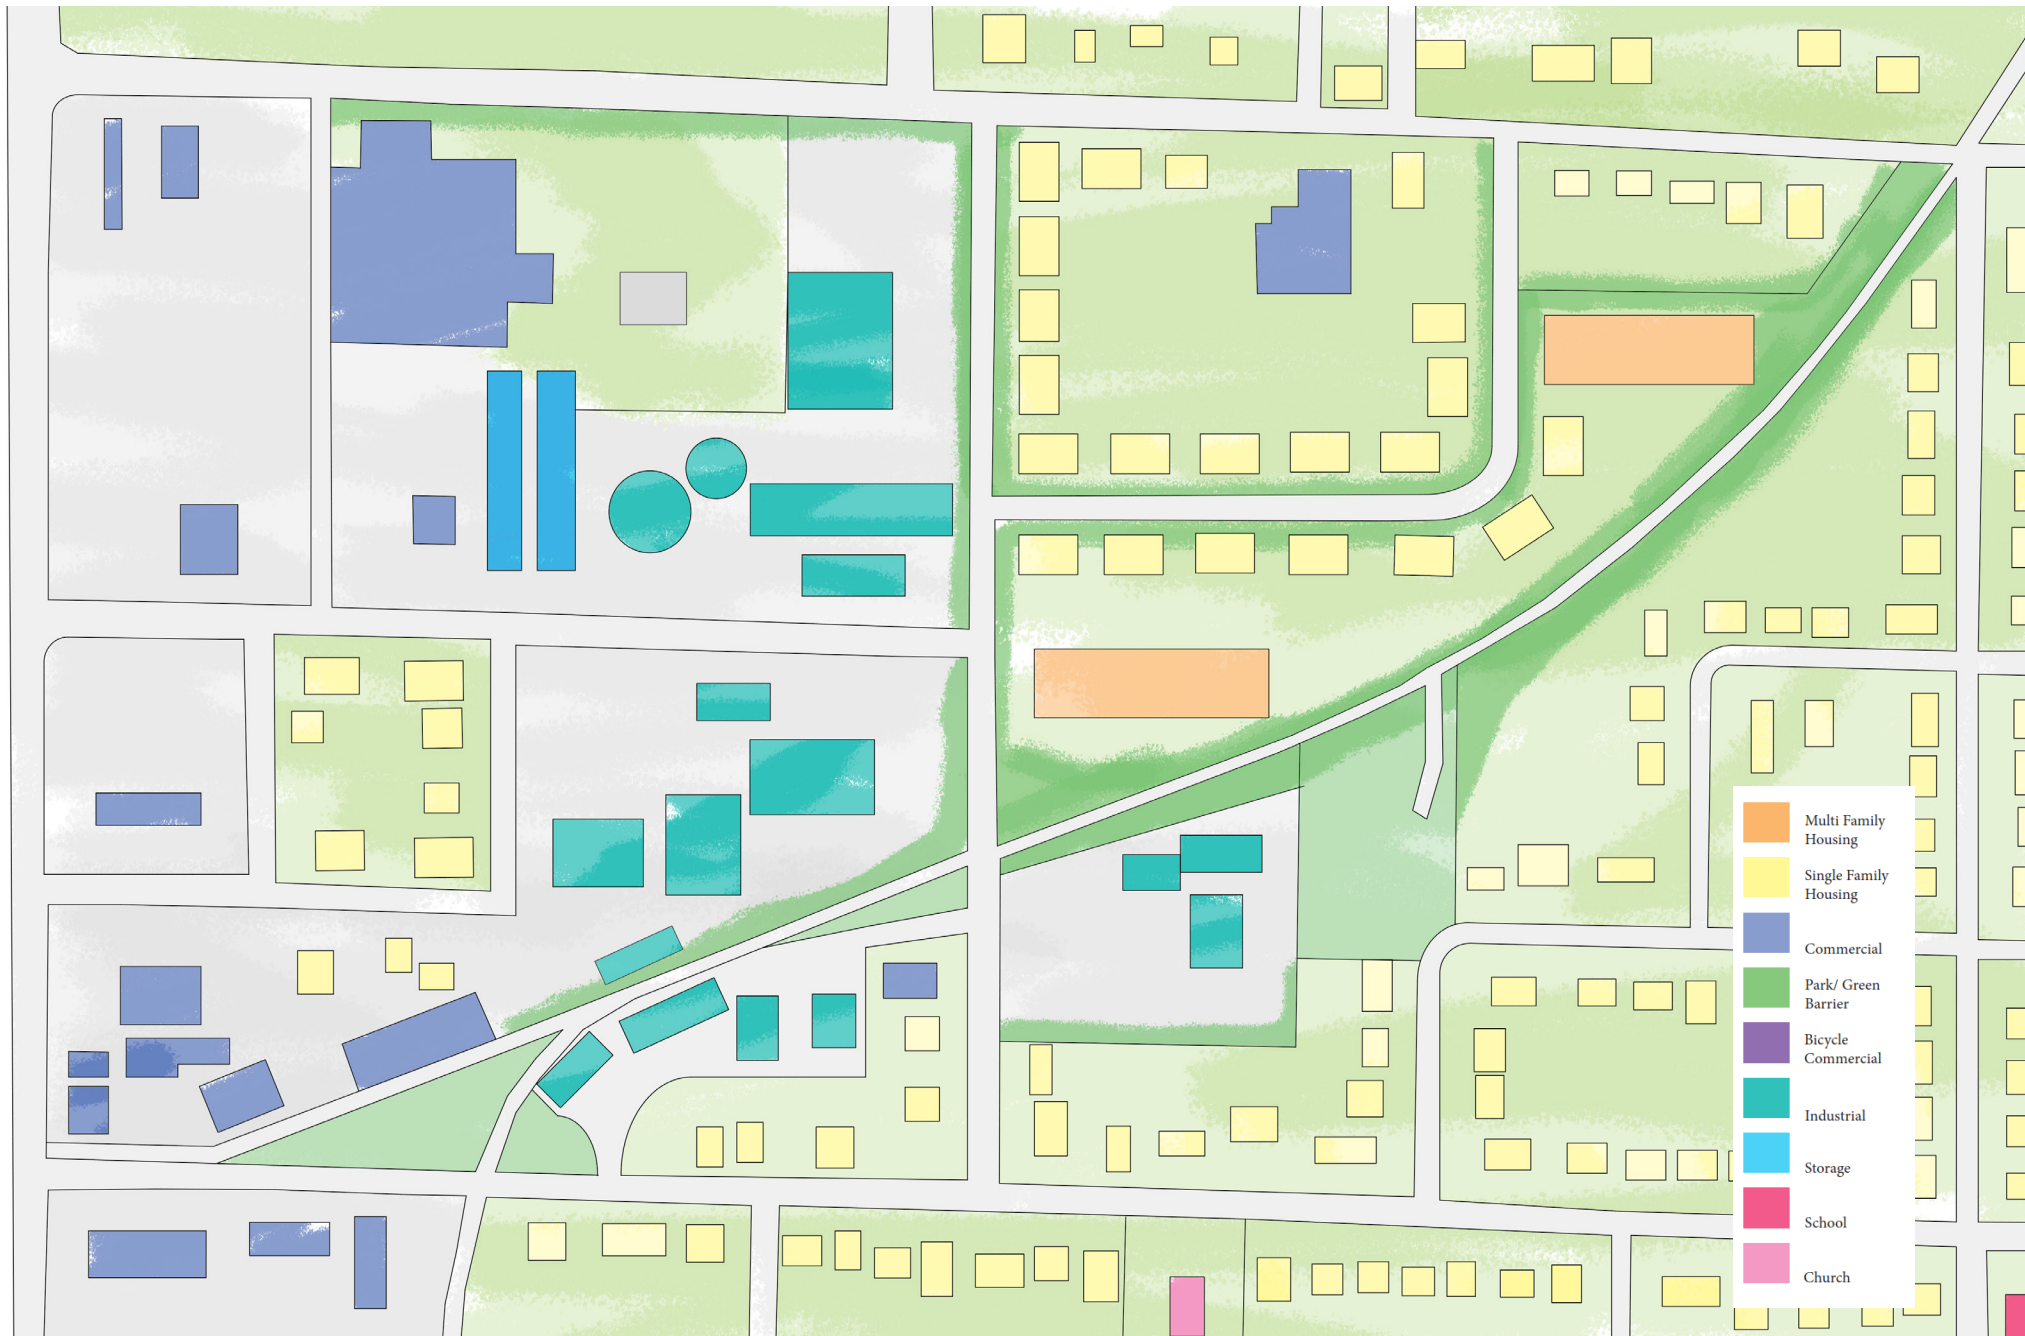 Multi Family
Housing
Single Family
Housing
Commercial
Park/ Green
Barrier
Bicycle
Commercial
Industrial
Storage
School
Church